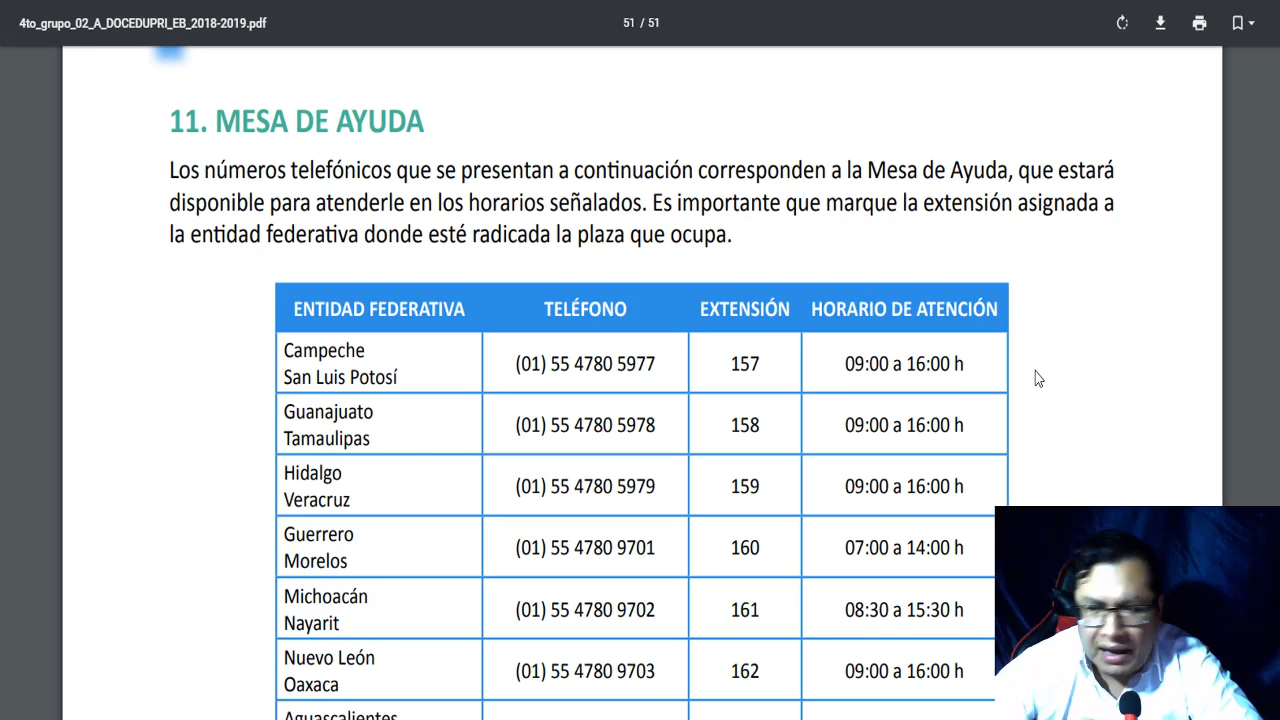 4to_grupo_02_A_DOCEDUPRI_EB_2018-2019.pdf
51 / 51
11. MESA DE AYUDA
Los números telefónicos que se presentan a continuación corresponden a la Mesa de Ayuda, que estará
disponible para atenderle en los horarios señalados. Es importante que marque la extensión asignada a
la entidad federativa donde esté radicada la plaza que ocupa.
ENTIDAD FEDERATIVA TELÉFONO EXTENSIÓN HORARIO DE ATENCIÓN
Campeche
San Luis Potosí
(01) 55 4780 5977 157 09:00 a 16:00 h
Guanajuato
Tamaulipas
(01) 55 4780 5978 158 09:00 a 16:00 h
Hidalgo
Veracruz
(01) 55 4780 5979 159 09:00 a 16:00 h
Guerrero
Morelos
(01) 55 4780 9701 160 07:00 a 14:00 h
Michoacán
Nayarit
(01) 55 4780 9702 161 08:30 a 15:30 h
Nuevo León
Oaxaca
(01) 55 4780 9703 162 09:00 a 16:00 h
Aguascalientes